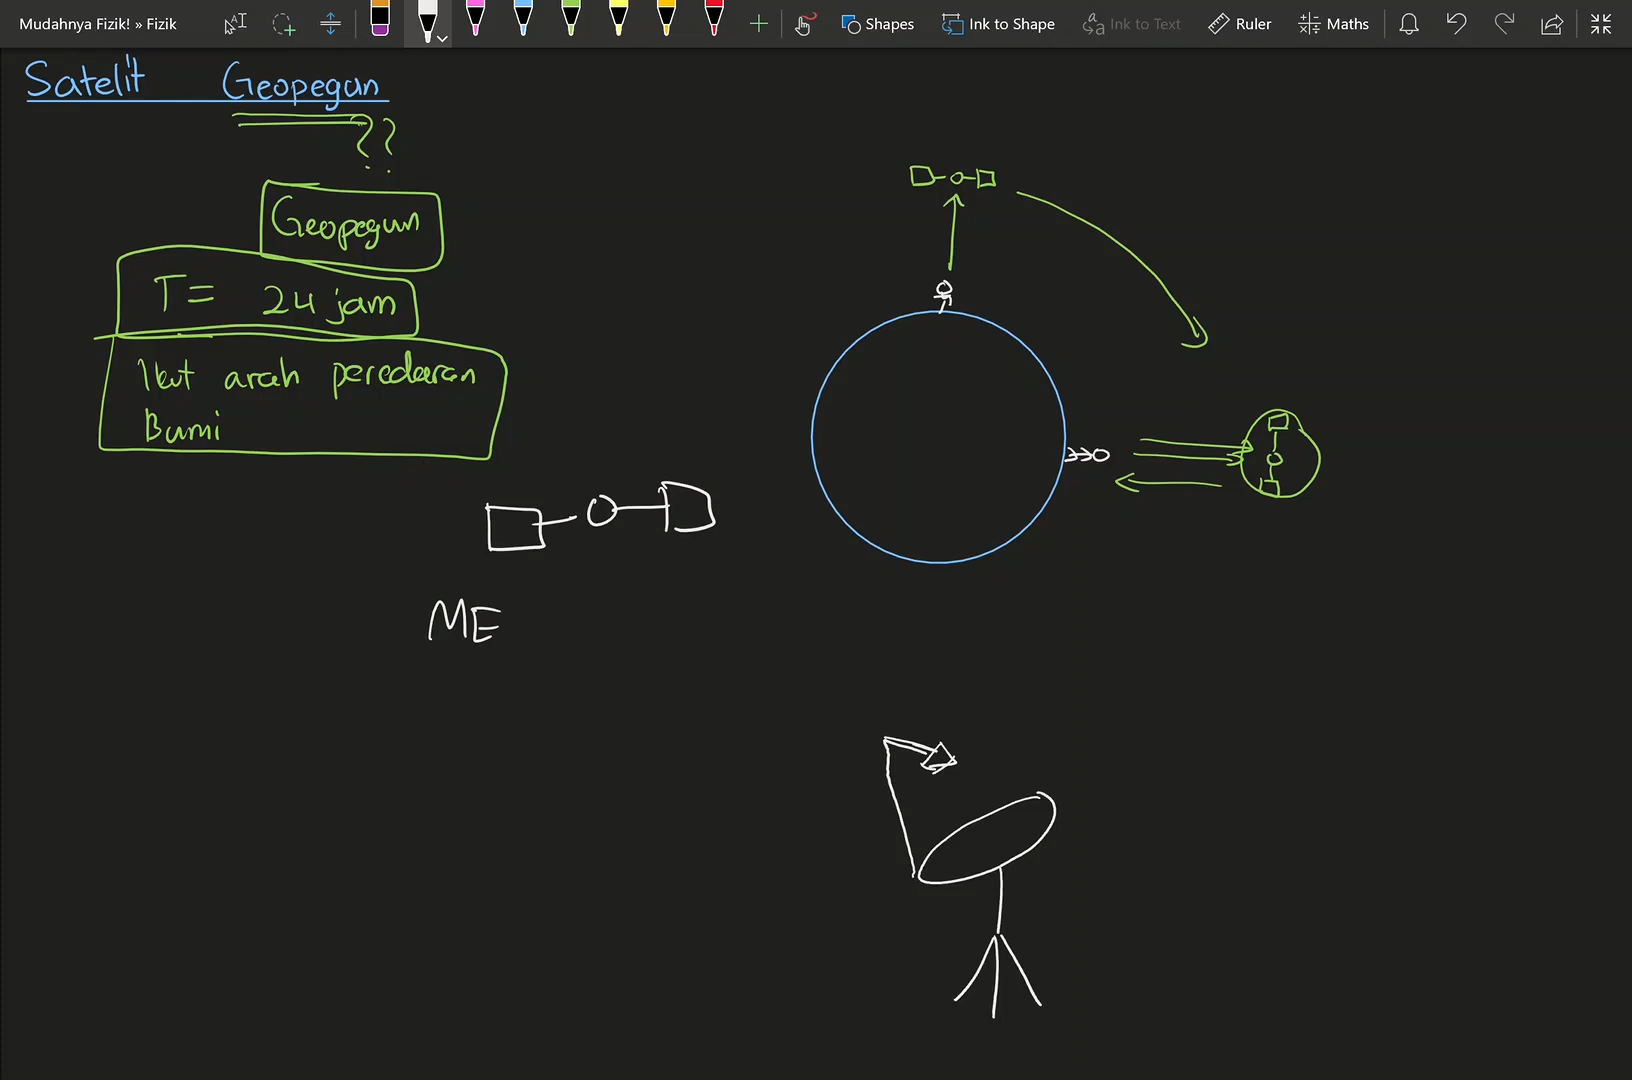 Mudahnya Fizik! » Fizik
Shapes
Ink to Shape
Ink to Text
Ruler
Maths
Satelit Geopegun
??
Geopegun
T = 24 jam
Ikut arah peredaran
Bumi
ME